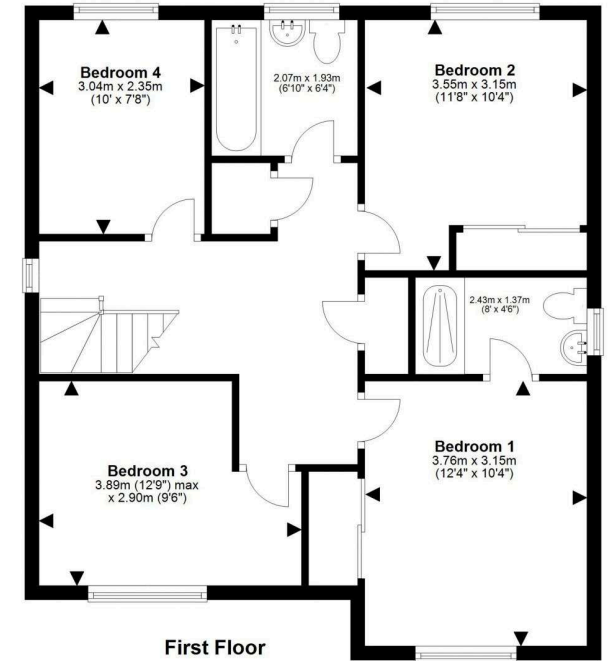 Bedroom 4
3.04m x 2.35m
(10' x 7'8")
2.07m x 1.93m
(6'10" x 6'4")
Bedroom 2
3.55m x 3.15m
(11'8" x 10'4")
2.43m x 1.37m
(8' x 4'6")
Bedroom 3
3.89m (12'9") max
x 2.90m (9'6")
Bedroom 1
3.76m x 3.15m
(12'4" x 10'4")
First Floor